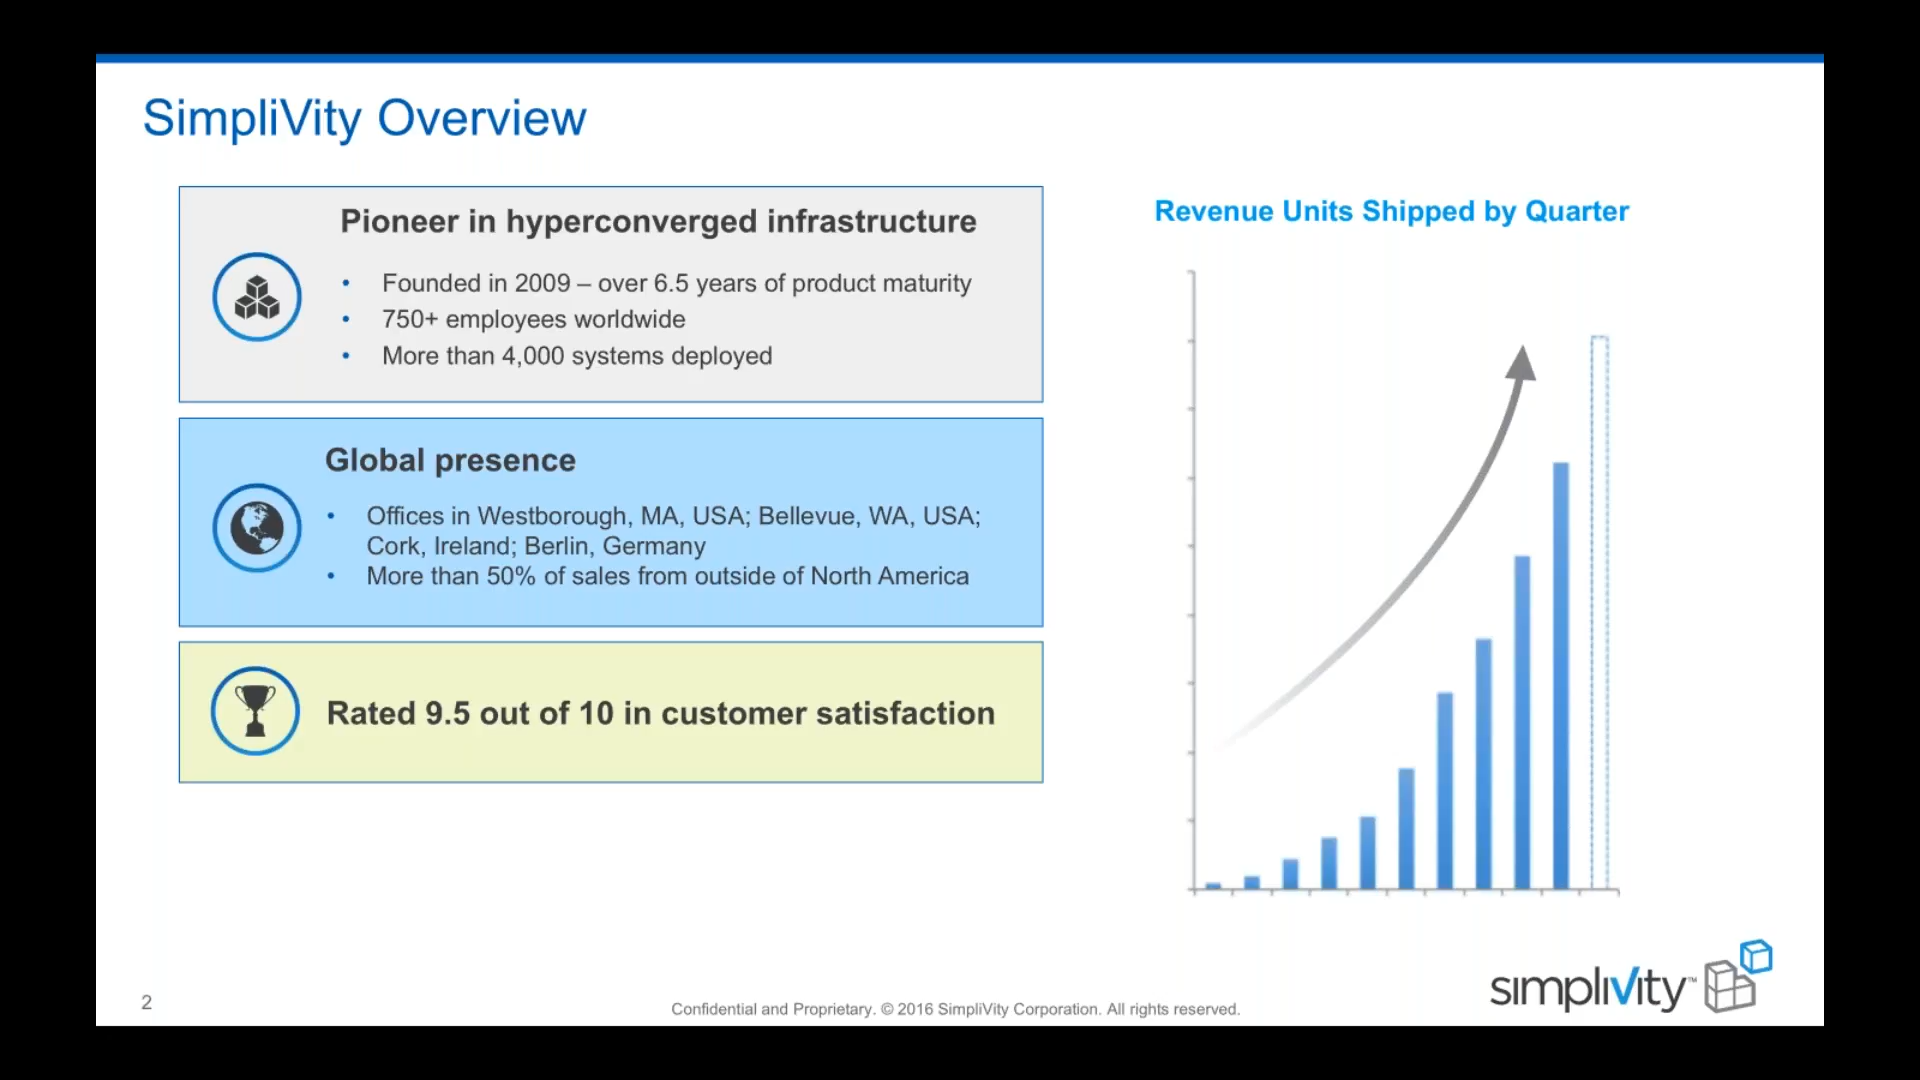 SimpliVity Overview
Pioneer in hyperconverged infrastructure
• Founded in 2009 – over 6.5 years of product maturity
• 750+ employees worldwide
• More than 4,000 systems deployed
Global presence
• Offices in Westborough, MA, USA; Bellevue, WA, USA;
Cork, Ireland; Berlin, Germany
• More than 50% of sales from outside of North America
Rated 9.5 out of 10 in customer satisfaction
Revenue Units Shipped by Quarter
2
Confidential and Proprietary. © 2016 SimpliVity Corporation. All rights reserved.
simpliVity™